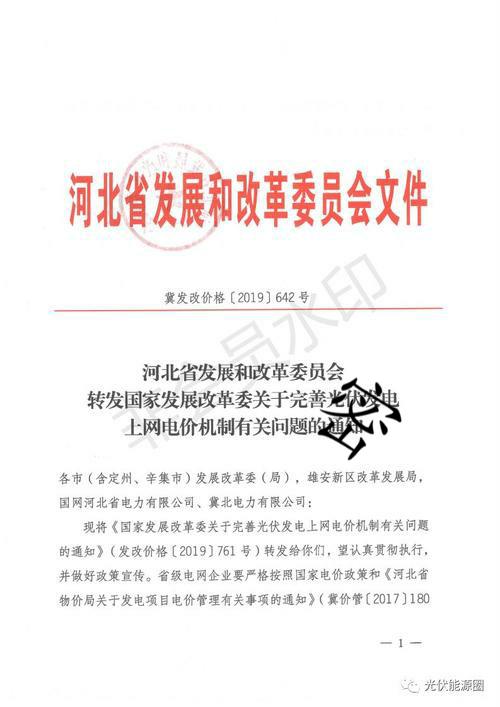 河北省发展和改革委员会文件
冀发改价格〔2019〕642号
河北省发展和改革委员会
转发国家发展改革委关于完善光伏发电
上网电价机制有关问题的通知
密
非会员水印
各市（含定州、辛集市）发展改革委（局），雄安新区改革发展局，
国网河北省电力有限公司、冀北电力有限公司：
现将《国家发展改革委关于完善光伏发电上网电价机制有关问题
的通知》（发改价格〔2019〕761号）转发给你们，望认真贯彻执行，
并做好政策宣传。省级电网企业要严格按照国家电价政策和《河北省
物价局关于发电项目电价管理有关事项的通知》（冀价管〔2017〕180
— 1 —
光伏能源圈